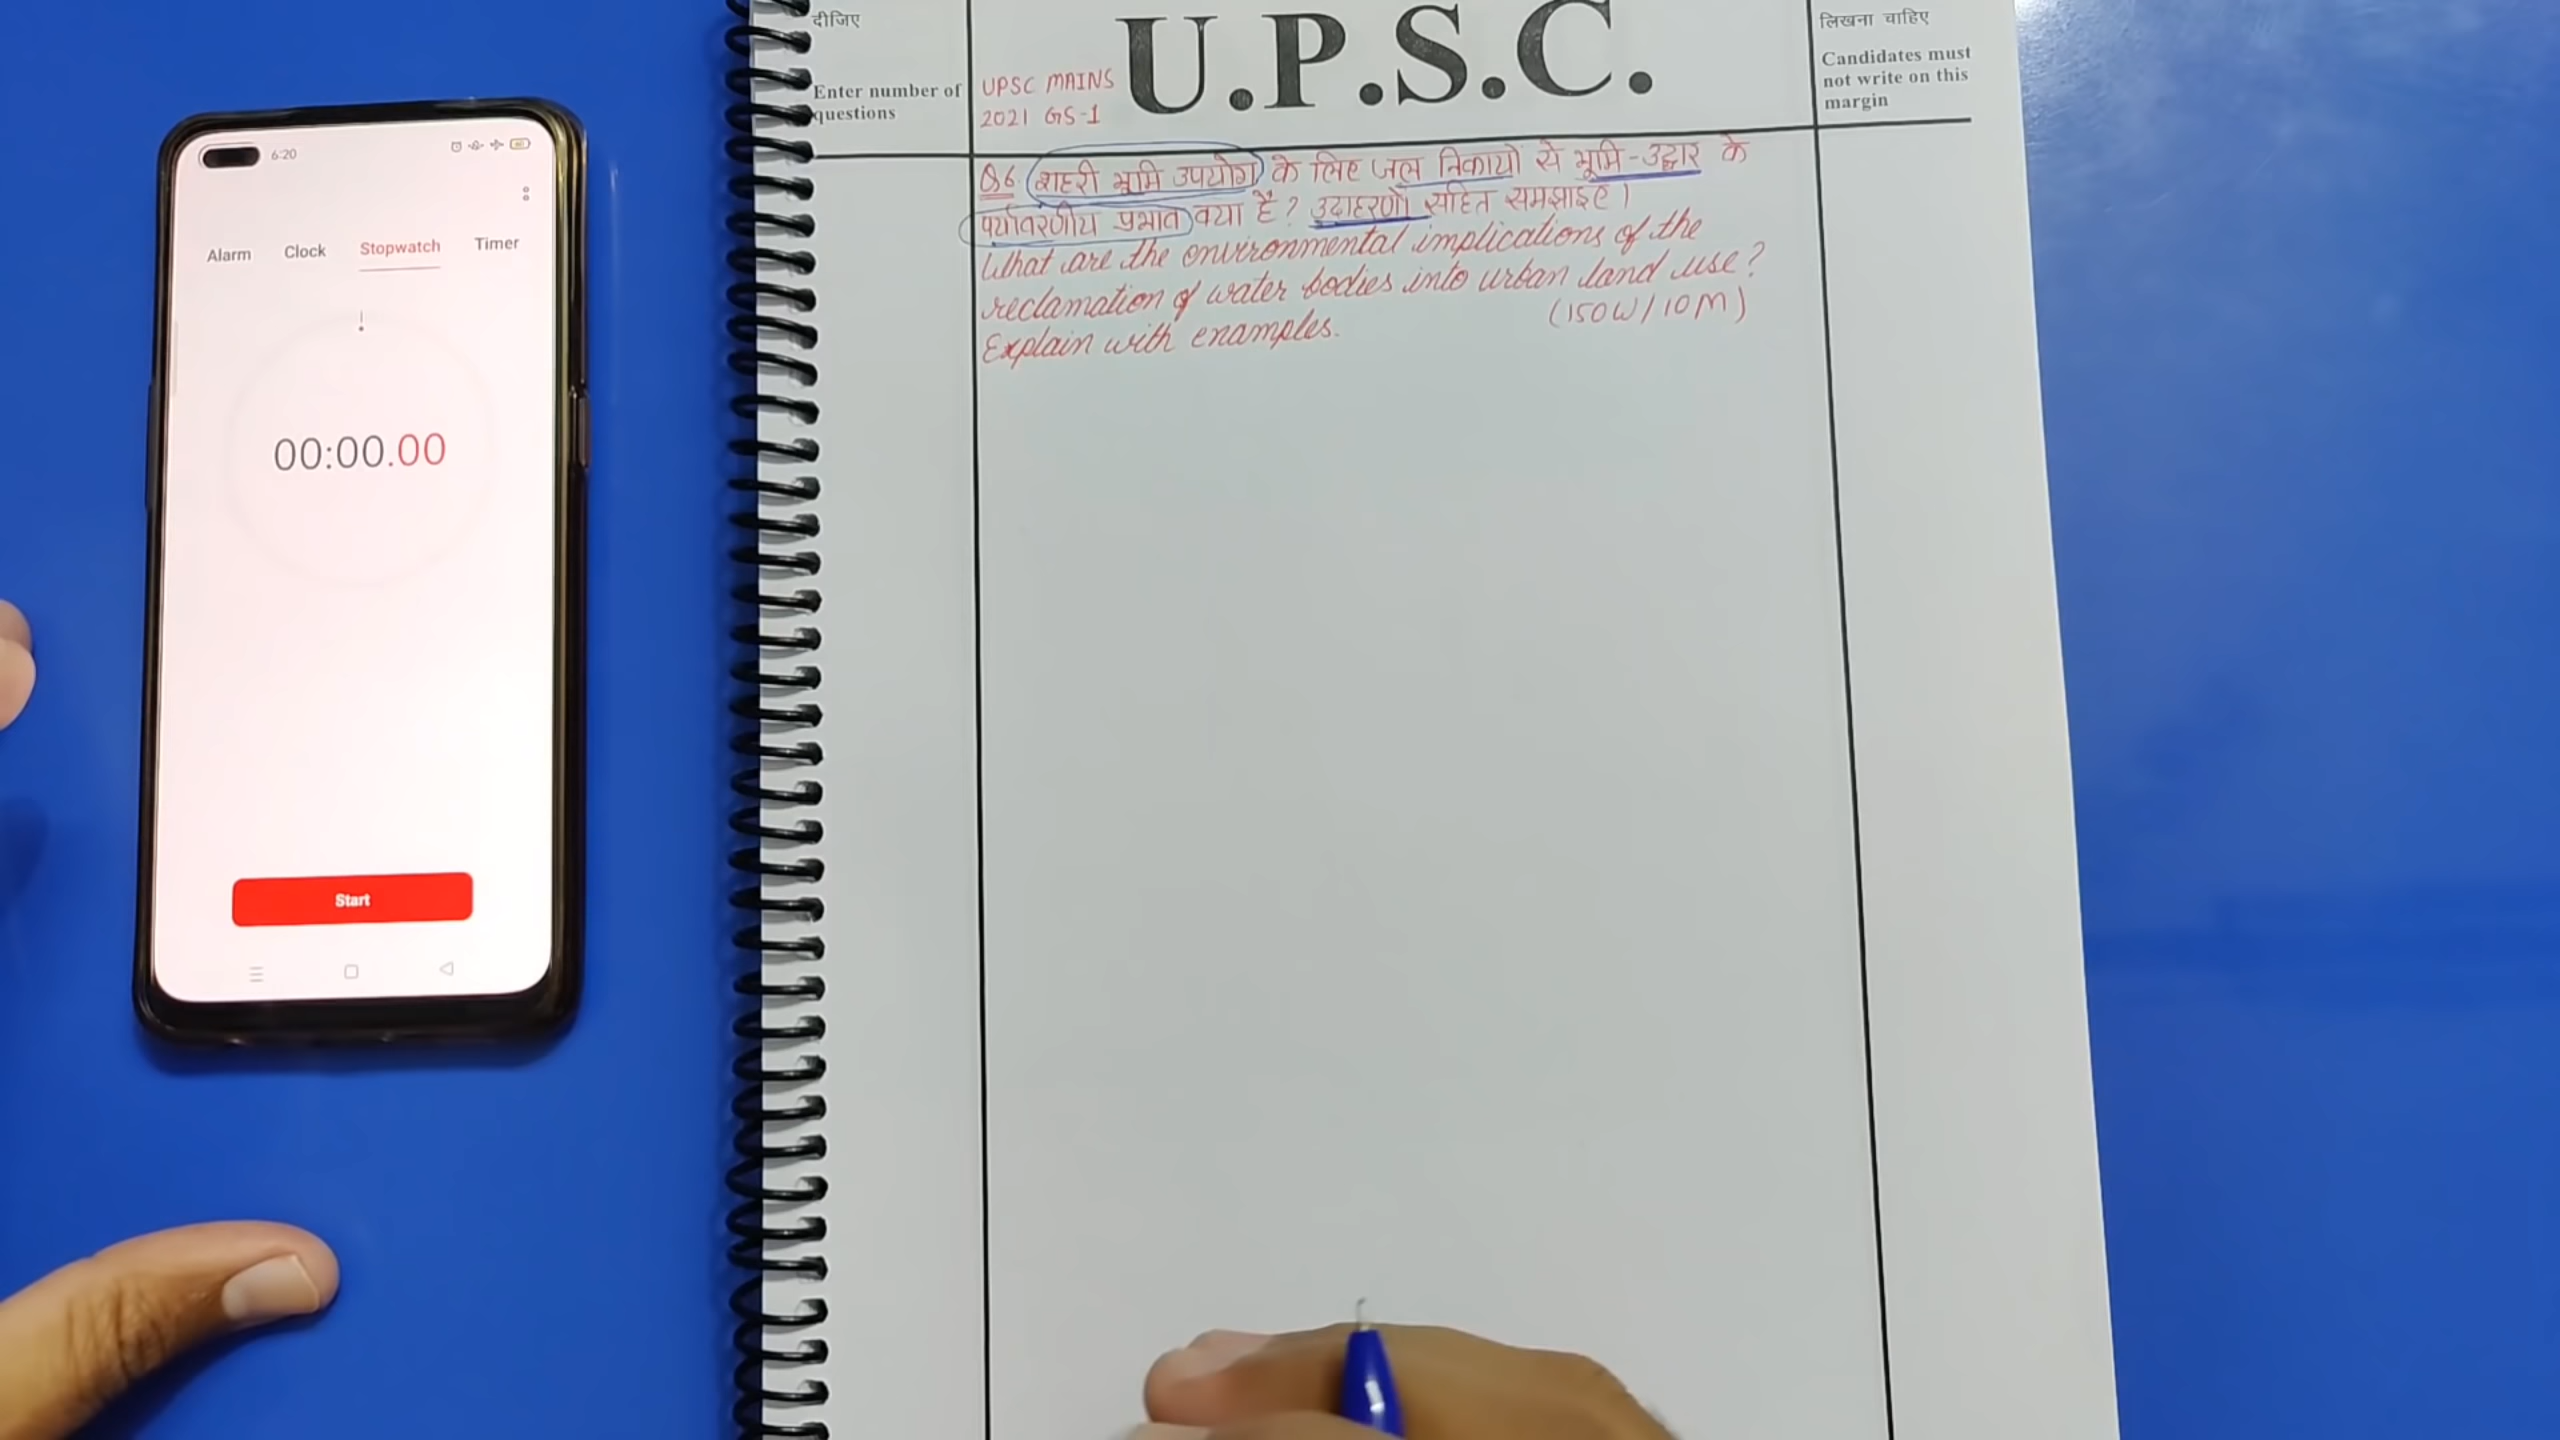 6:20
Alarm Clock Stopwatch Timer
00:00.00
Start
दीजिए
Enter number of
questions
U.P.S.C.
UPSC MAINS
2021 GS-1
लिखना चाहिए
Candidates must
not write on this
margin
Q6. शहरी भूमि उपयोग के लिए जल निकायों से भूमि-उद्धार के
पर्यावरणीय प्रभाव क्या हैं? उदाहरणों सहित समझाइए।
What are the environmental implications of the
reclamation of water bodies into urban land use?
Explain with enamples.
(150W/10M)